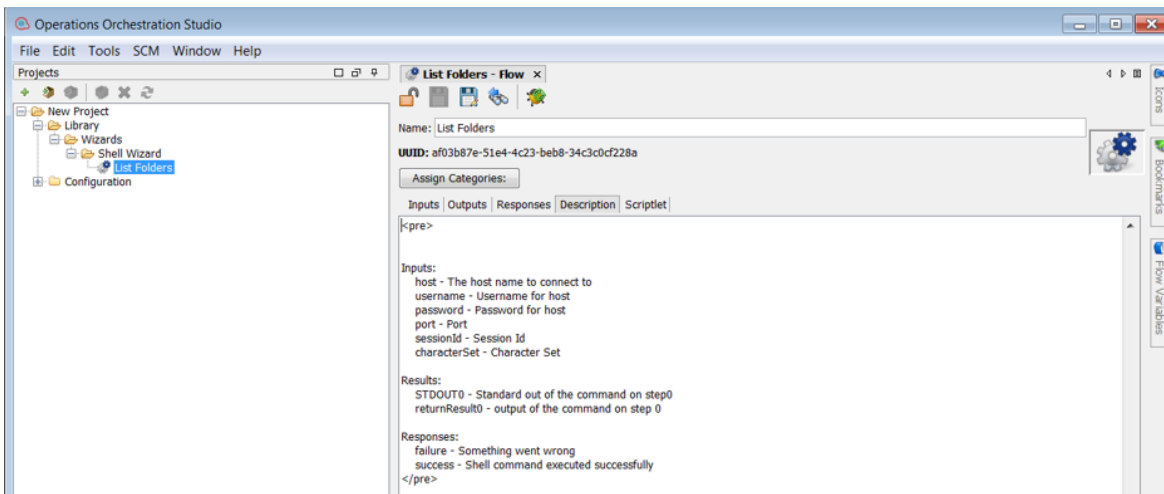 Operations Orchestration Studio
File Edit Tools SCM Window Help
Projects
New Project
Library
Wizards
Shell Wizard
List Folders
Configuration
List Folders - Flow
Name: List Folders
UUID: af03b87e-51e4-4c23-beb8-34c3c0cf228a
Assign Categories:
Inputs Outputs Responses Description Scriptlet
<pre>
Inputs:
host - The host name to connect to
username - Username for host
password - Password for host
port - Port
sessionId - Session Id
characterSet - Character Set
Results:
STDOUT0 - Standard out of the command on step0
returnResult0 - output of the command on step 0
Responses:
failure - Something went wrong
success - Shell command executed successfully
</pre>
Icons
Bookmarks
Flow Variables